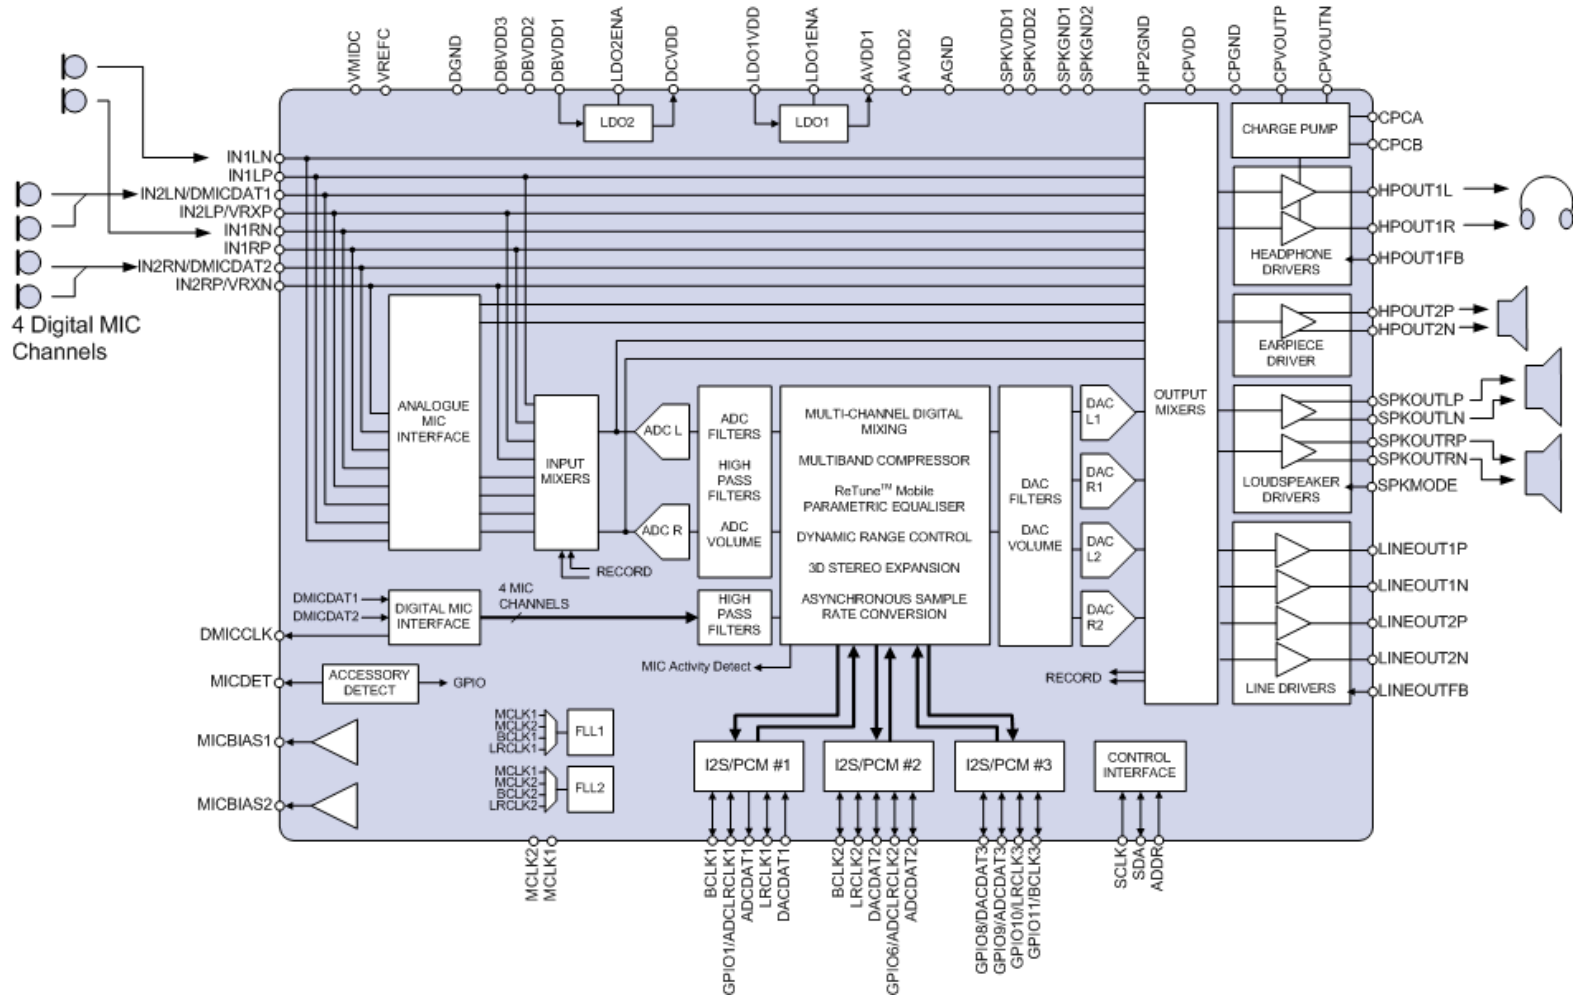 VMIDC
VREFC
DGND
DBVDD3
DBVDD2
DBVDD1
LDO2ENA
DCVDD
LDO1VDD
LDO1ENA
AVDD1
AVDD2
AGND
SPKVDD1
SPKVDD2
SPKGND1
SPKGND2
HP2GND
CPVDD
CPGND
CPVOUTP
CPVOUTN
LDO2
LDO1
CHARGE PUMP
CPCA
CPCB
IN1LN
IN1LP
IN2LN/DMICDAT1
IN2LP/VRXP
IN1RN
IN1RP
IN2RN/DMICDAT2
IN2RP/VRXN
4 Digital MIC
Channels
HPOUT1L
HPOUT1R
HPOUT1FB
HEADPHONE
DRIVERS
HPOUT2P
HPOUT2N
EARPIECE
DRIVER
ANALOGUE
MIC
INTERFACE
INPUT
MIXERS
ADC L
ADC R
RECORD
ADC
FILTERS
HIGH
PASS
FILTERS
ADC
VOLUME
MULTI-CHANNEL DIGITAL
MIXING
MULTIBAND COMPRESSOR
ReTune™ Mobile
PARAMETRIC EQUALISER
DYNAMIC RANGE CONTROL
3D STEREO EXPANSION
ASYNCHRONOUS SAMPLE
RATE CONVERSION
DAC
FILTERS
DAC
VOLUME
DAC
L1
DAC
R1
DAC
L2
DAC
R2
OUTPUT
MIXERS
RECORD
SPKOUTLP
SPKOUTLN
SPKOUTRP
SPKOUTRN
SPKMODE
LOUDSPEAKER
DRIVERS
LINEOUT1P
LINEOUT1N
LINEOUT2P
LINEOUT2N
LINEOUTFB
LINE DRIVERS
DMICDAT1
DMICDAT2
DIGITAL MIC
INTERFACE
4 MIC
CHANNELS
HIGH
PASS
FILTERS
MIC Activity Detect
DMICCLK
MICDET
ACCESSORY
DETECT
GPIO
MICBIAS1
MICBIAS2
MCLK1
MCLK2
BCLK1
LRCLK1
FLL1
MCLK1
MCLK2
BCLK2
LRCLK2
FLL2
I2S/PCM #1
I2S/PCM #2
I2S/PCM #3
CONTROL
INTERFACE
MCLK2
MCLK1
BCLK1
GPIO1/ADCLRCLK1
ADCDAT1
LRCLK1
DACDAT1
BCLK2
LRCLK2
DACDAT2
GPIO6/ADCLRCLK2
ADCDAT2
GPIO8/DACDAT3
GPIO9/ADCDAT3
GPIO10/LRCLK3
GPIO11/BCLK3
SCLK
SDA
ADDR